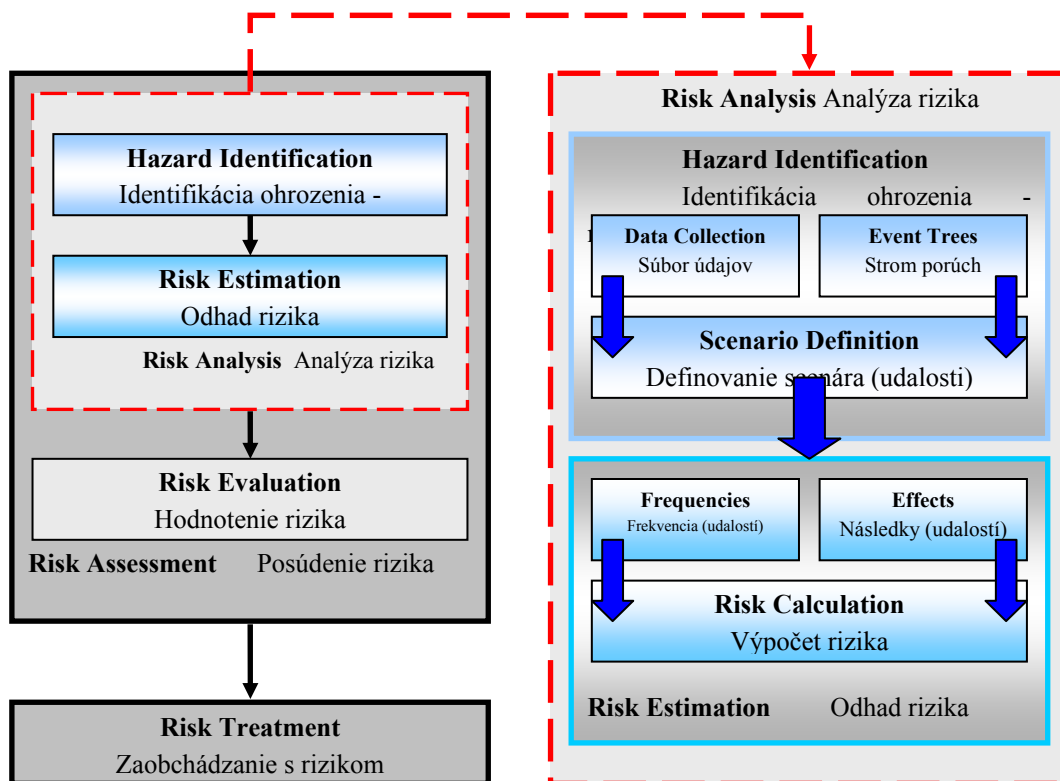 Hazard Identification
Identifikácia ohrozenia -
Risk Estimation
Odhad rizika
Risk Analysis Analýza rizika
Risk Evaluation
Hodnotenie rizika
Risk Assessment Posúdenie rizika
Risk Treatment
Zaobchádzanie s rizikom
Risk Analysis Analýza rizika
Hazard Identification
Identifikácia ohrozenia -
Data Collection
Súbor údajov
Event Trees
Strom porúch
Scenario Definition
Definovanie scenára (udalosti)
Frequencies
Frekvencia (udalostí)
Effects
Následky (udalostí)
Risk Calculation
Výpočet rizika
Risk Estimation Odhad rizika